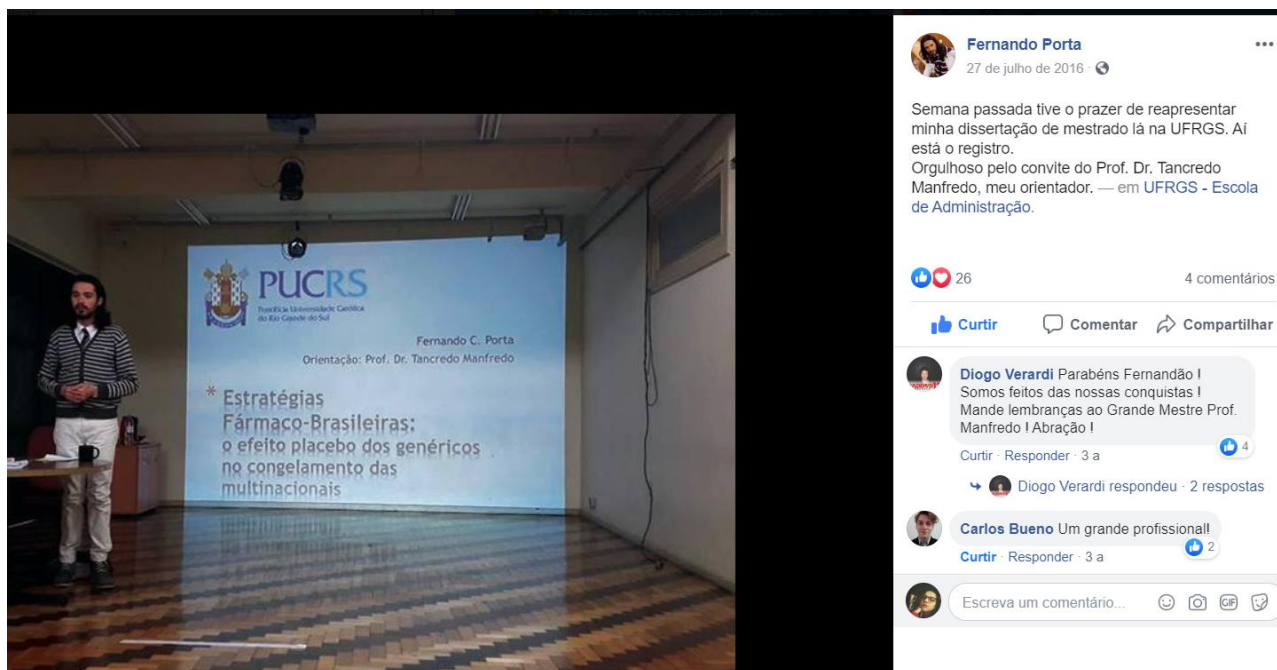 PUCRS
Pontifícia Universidade Católica
do Rio Grande do Sul
Fernando C. Porta
Orientação: Prof. Dr. Tancredo Manfredo
* Estratégias
Fármaco-Brasileiras:
o efeito placebo dos genéricos
no congelamento das
multinacionais
Fernando Porta
27 de julho de 2016 ·
Semana passada tive o prazer de reapresentar
minha dissertação de mestrado lá na UFRGS. Aí
está o registro.
Orgulhoso pelo convite do Prof. Dr. Tancredo
Manfredo, meu orientador. — em UFRGS - Escola
de Administração.
26
4 comentários
Curtir Comentar Compartilhar
Diogo Verardi Parabéns Fernandão !
Somos feitos das nossas conquistas !
Mande lembranças ao Grande Mestre Prof.
Manfredo ! Abração !
4
Curtir · Responder · 3 a
Diogo Verardi respondeu · 2 respostas
Carlos Bueno Um grande profissional!
2
Curtir · Responder · 3 a
Escreva um comentário...
GIF